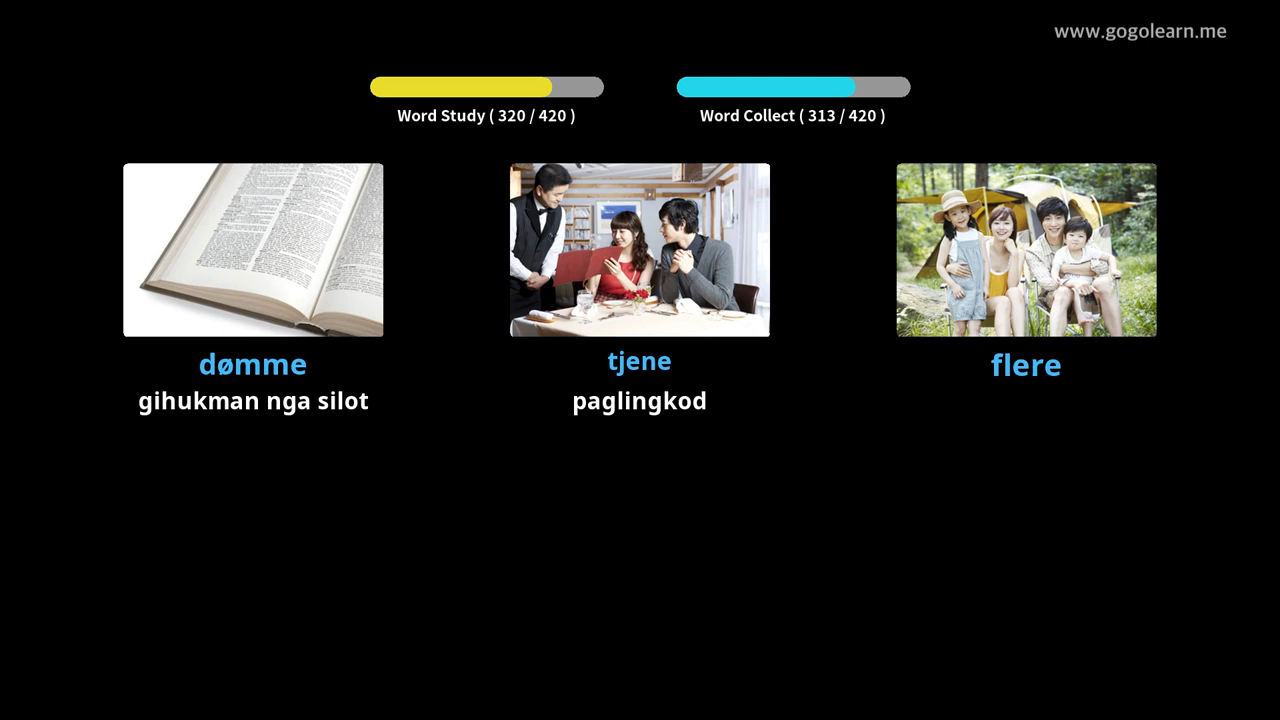 www.gogolearn.me
Word Study ( 320 / 420 )
Word Collect ( 313 / 420 )
dømme
tjene
flere
gihukman nga silot
paglingkod